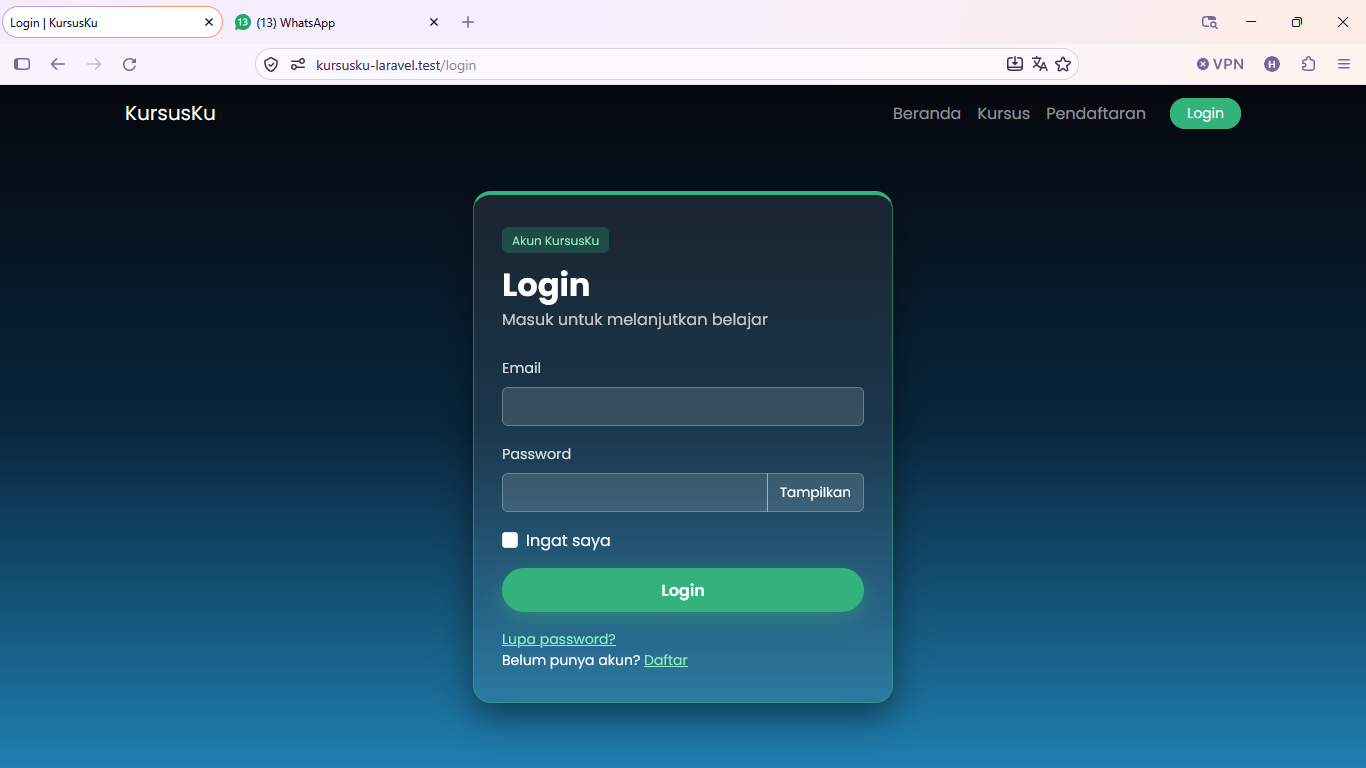 Login | KursusKu
13 (13) WhatsApp
kursusku-laravel.test/login
VPN
H
KursusKu
Beranda Kursus Pendaftaran Login
Akun KursusKu
Login
Masuk untuk melanjutkan belajar
Email
Password
Tampilkan
Ingat saya
Login
Lupa password?
Belum punya akun? Daftar